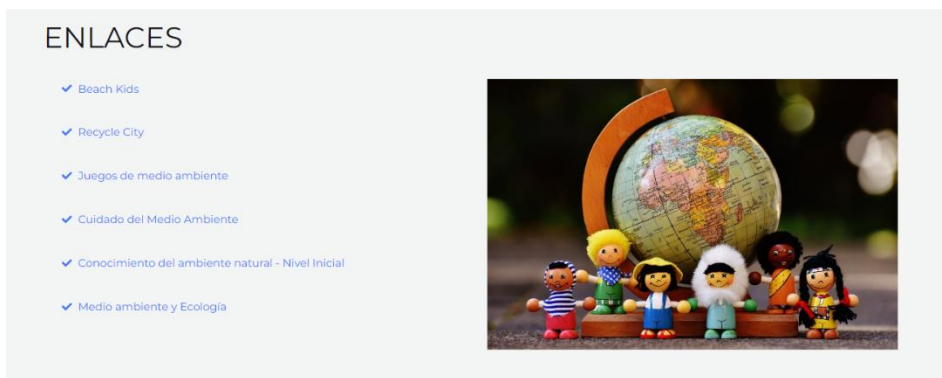 ENLACES
Beach Kids
Recycle City
Juegos de medio ambiente
Cuidado del Medio Ambiente
Conocimiento del ambiente natural - Nivel Inicial
Medio ambiente y Ecología